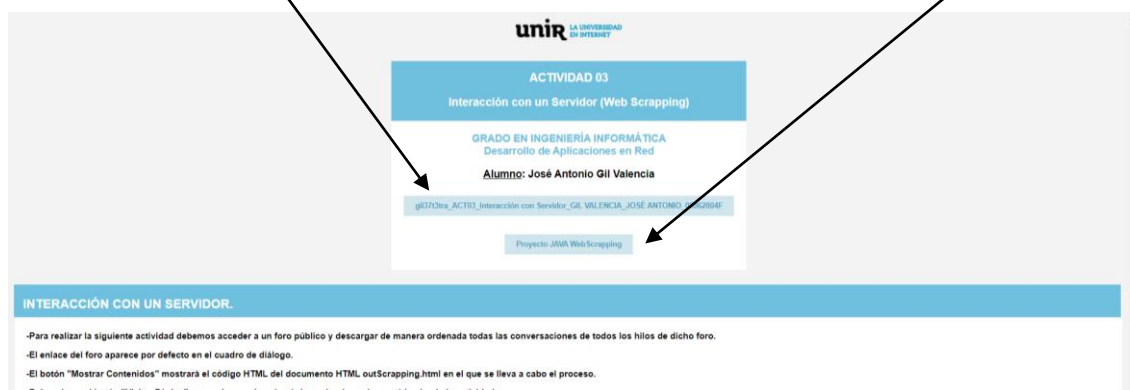 unir LA UNIVERSIDAD
EN INTERNET
ACTIVIDAD 03
Interacción con un Servidor (Web Scrapping)
GRADO EN INGENIERÍA INFORMÁTICA
Desarrollo de Aplicaciones en Red
Alumno: José Antonio Gil Valencia
Servidor_GIL VALENCIA_JOSÉ ANTONIO
Proyecto JAVA WebScrapping
INTERACCIÓN CON UN SERVIDOR.
-Para realizar la siguiente actividad debemos acceder a un foro público y descargar de manera ordenada todas las conversaciones de todos los hilos de dicho foro.
-El enlace del foro aparece por defecto en el cuadro de diálogo.
-El botón "Mostrar Contenidos" mostrará el código HTML del documento HTML outScrapping.html en el que se lleva a cabo el proceso.